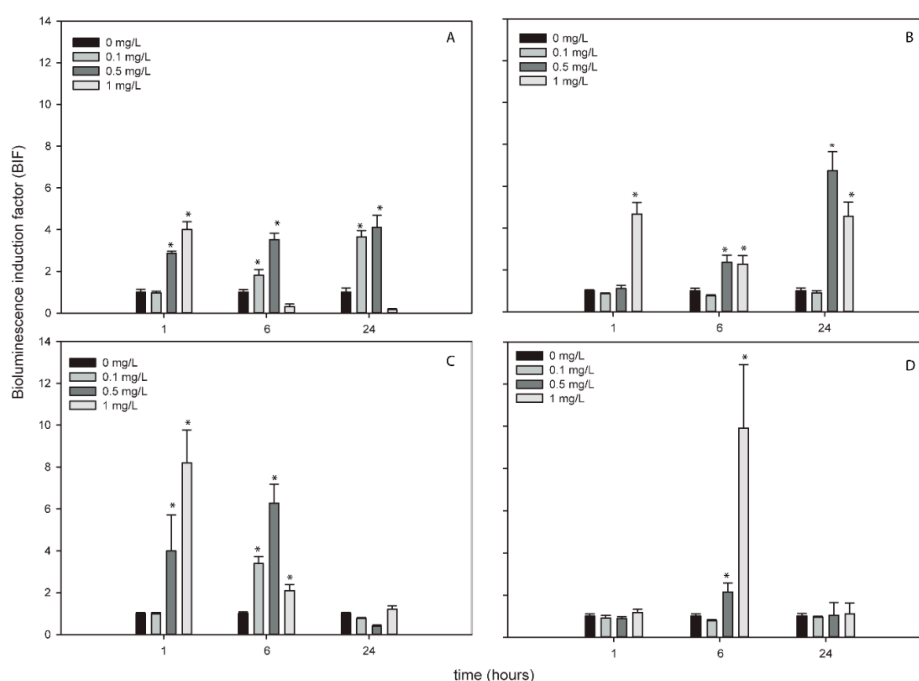 Bioluminescence induction factor (BIF)
A
0 mg/L
0.1 mg/L
0.5 mg/L
1 mg/L
14
12
10
8
6
4
2
0
* * * * * *
1 6 24
B
0 mg/L
0.1 mg/L
0.5 mg/L
1 mg/L
* * * * *
1 6 24
C
0 mg/L
0.1 mg/L
0.5 mg/L
1 mg/L
14
12
10
8
6
4
2
0
* * * * *
1 6 24
D
0 mg/L
0.1 mg/L
0.5 mg/L
1 mg/L
* *
1 6 24
time (hours)